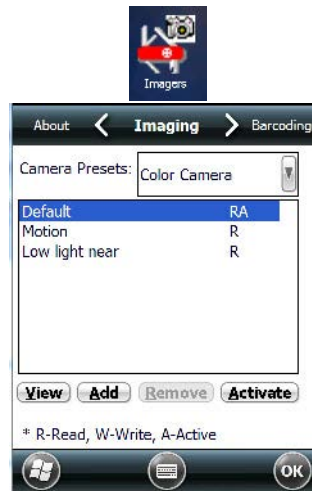 Imagers
About Imaging Barcoding
Camera Presets: Color Camera
Default RA
Motion R
Low light near R
View Add Remove Activate
* R-Read, W-Write, A-Active
OK